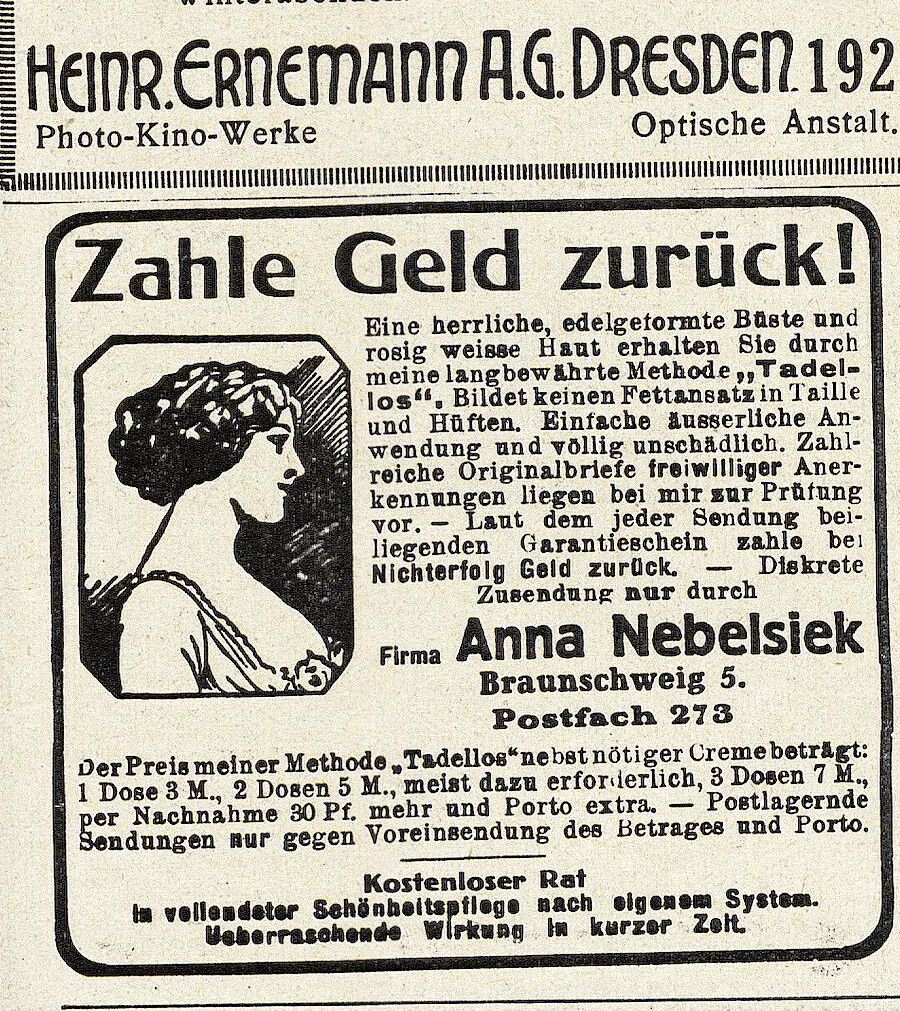 HEINR. ERNEMANN A.G. DRESDEN. 192
Photo-Kino-Werke
Optische Anstalt.
Zahle Geld zurück!
Eine herrliche, edelgeformte Büste und
rosig weisse Haut erhalten Sie durch
meine langbewährte Methode „Tadel-
los“. Bildet keinen Fettansatz in Taille
und Hüften. Einfache äusserliche An-
wendung und völlig unschädlich. Zahl-
reiche Originalbriefe freiwilliger Aner-
kennungen liegen bei mir zur Prüfung
vor. — Laut dem jeder Sendung bei-
liegenden Garantieschein zahle bei
Nichterfolg Geld zurück. — Diskrete
Zusendung nur durch
Firma Anna Nebelsiek
Braunschweig 5.
Postfach 273
Der Preis meiner Methode „Tadellos“ nebst nötiger Creme beträgt:
1 Dose 3 M., 2 Dosen 5 M., meist dazu erforderlich, 3 Dosen 7 M.,
per Nachnahme 30 Pf. mehr und Porto extra. — Postlagernde
Sendungen nur gegen Voreinsendung des Betrages und Porto.
Kostenloser Rat
in vollendeter Schönheitspflege nach eigenem System.
Ueberraschende Wirkung in kurzer Zeit.